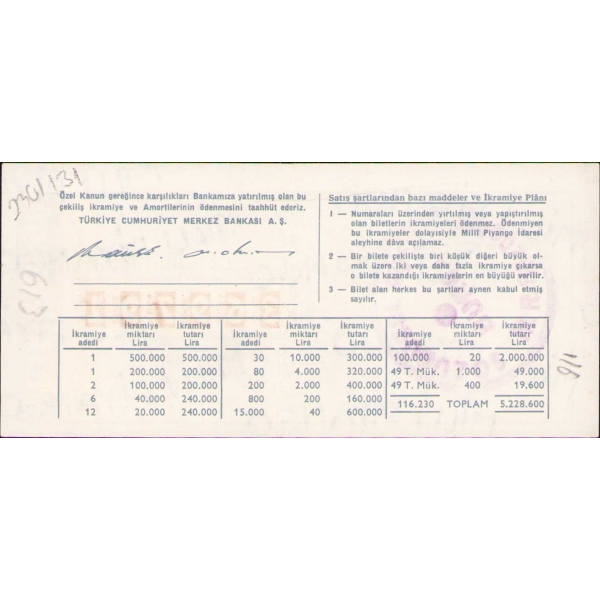 Özel Kanun gereğince karşılıkları Bankamıza yatırılmış olan bu
çekiliş ikramiye ve Amortilerinin ödenmesini taahhüt ederiz.
TÜRKİYE CUMHURİYET MERKEZ BANKASI A. Ş.
Satış şartlarından bazı maddeler ve İkramiye Plânı
1 — Numaraları üzerinden yırtılmış veya yapıştırılmış
olan biletlerin ikramiyeleri ödenmez. Ödenmiyen
bu ikramiyeler dolayısiyle Millî Piyango İdaresi
aleyhine dâva açılamaz.
2 — Bir bilete çekilişte biri küçük diğeri büyük ol-
mak üzere iki veya daha fazla ikramiye çıkarsa
o bilete kazandığı ikramiyelerin en büyüğü verilir.
3 — Bilet alan herkes bu şartları aynen kabul etmiş
sayılır.
İkramiye adedi İkramiye miktarı Lira İkramiye tutarı Lira İkramiye adedi İkramiye miktarı Lira İkramiye tutarı Lira İkramiye adedi İkramiye miktarı Lira İkramiye tutarı Lira
1 500.000 500.000 30 10.000 300.000 100.000 20 2.000.000
1 200.000 200.000 80 4.000 320.000 49 T. Mük. 1.000 49.000
2 100.000 200.000 200 2.000 400.000 49 T. Mük. 400 19.600
6 40.000 240.000 800 200 160.000
12 20.000 240.000 15.000 40 600.000 116.230 TOPLAM 5.228.600